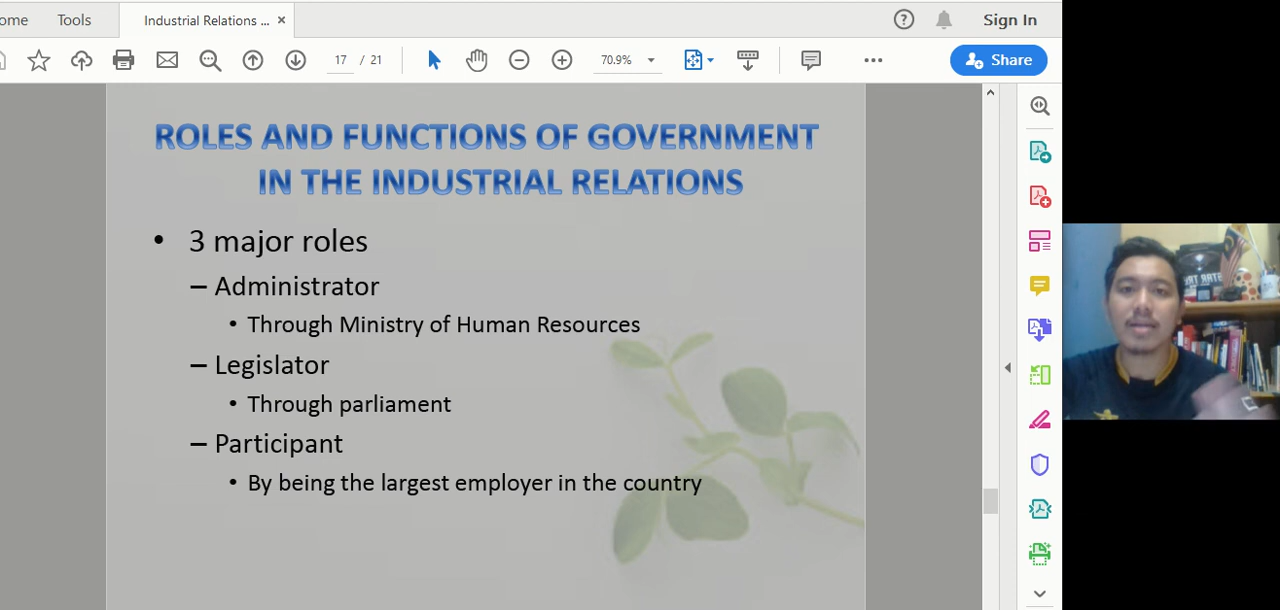 ome
Tools
Industrial Relations ... ×
Sign In
17 / 21
70.9%
Share
ROLES AND FUNCTIONS OF GOVERNMENT
IN THE INDUSTRIAL RELATIONS
• 3 major roles
– Administrator
• Through Ministry of Human Resources
– Legislator
• Through parliament
– Participant
• By being the largest employer in the country